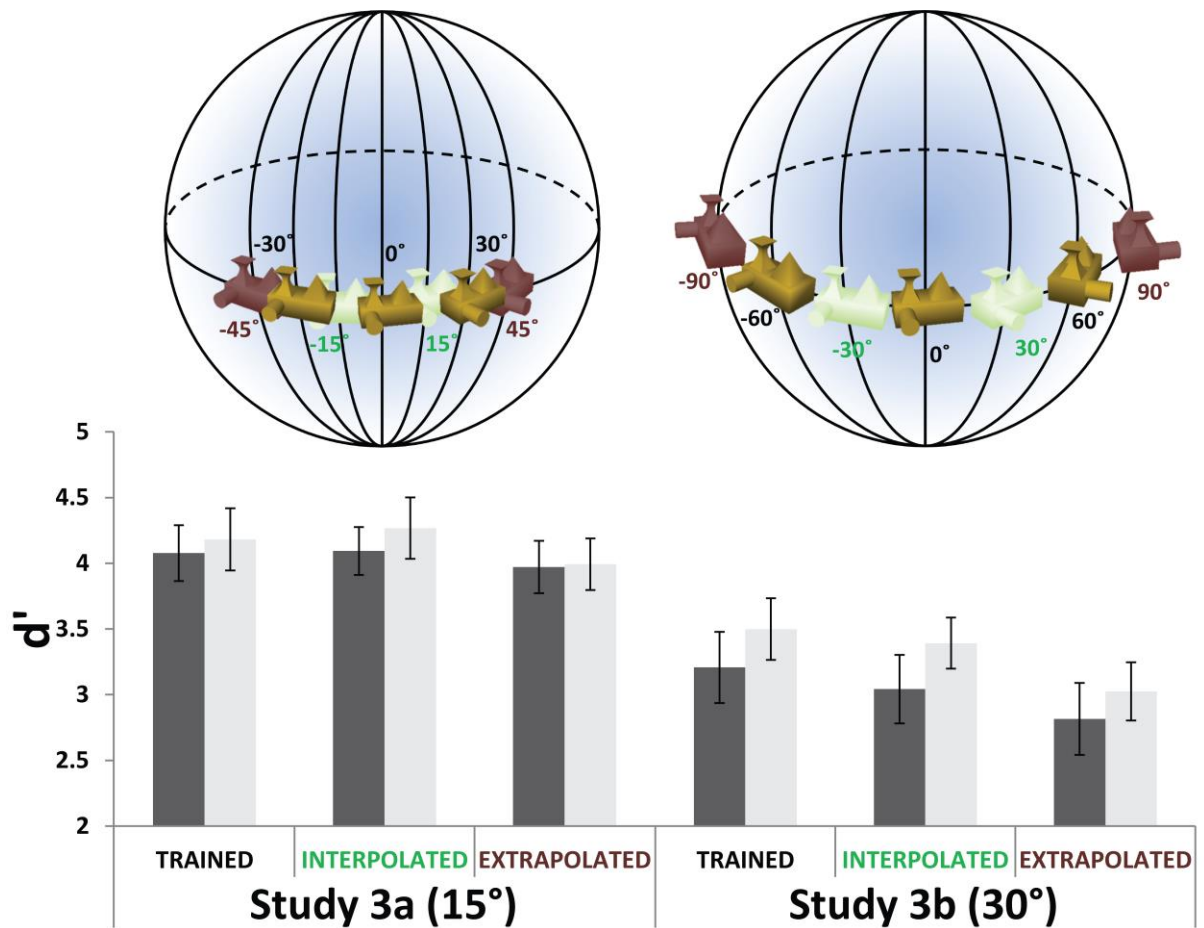 -30° 0° 30°
-45° -15° 15° 45°
-90° 90°
-60° 60°
-30° 0° 30°
5
4.5
4
3.5
3
2.5
2
d'
TRAINED INTERPOLATED EXTRAPOLATED TRAINED INTERPOLATED EXTRAPOLATED
Study 3a (15°) Study 3b (30°)